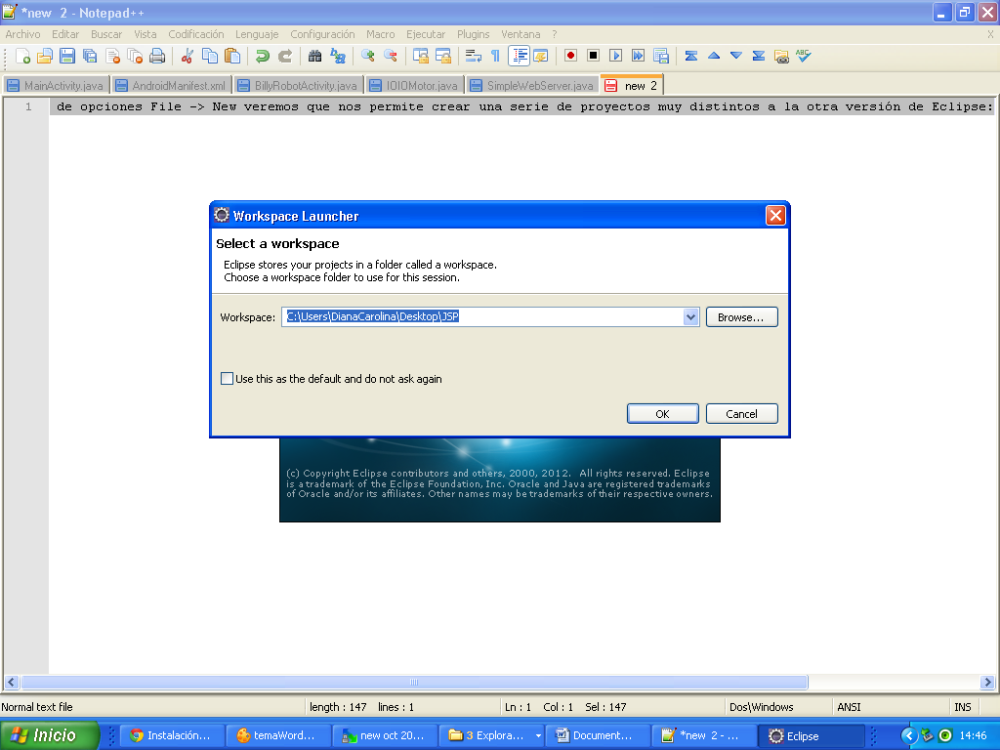 *new  2 - Notepad++
Archivo Editar Buscar Vista Codificación Lenguaje Configuración Macro Ejecutar Plugins Ventana ? X
MainActivity.java AndroidManifest.xml BillyRobotActivity.java IOIOMotor.java SimpleWebServer.java new  2
1 de opciones File -> New veremos que nos permite crear una serie de proyectos muy distintos a la otra versión de Eclipse:
Workspace Launcher
Select a workspace
Eclipse stores your projects in a folder called a workspace.
Choose a workspace folder to use for this session.
Workspace: C:\Users\DianaCarolina\Desktop\JSP Browse...
Use this as the default and do not ask again
OK Cancel
(c) Copyright Eclipse contributors and others, 2000, 2012.  All rights reserved. Eclipse
is a trademark of the Eclipse Foundation, Inc. Oracle and Java are registered trademarks
of Oracle and/or its affiliates. Other names may be trademarks of their respective owners.
Normal text file length : 147 lines : 1 Ln : 1 Col : 1 Sel : 147 Dos\Windows ANSI INS
Inicio Instalación... temaWord... new oct 20... 3 Explora... Document... *new  2 - ... Eclipse 14:46